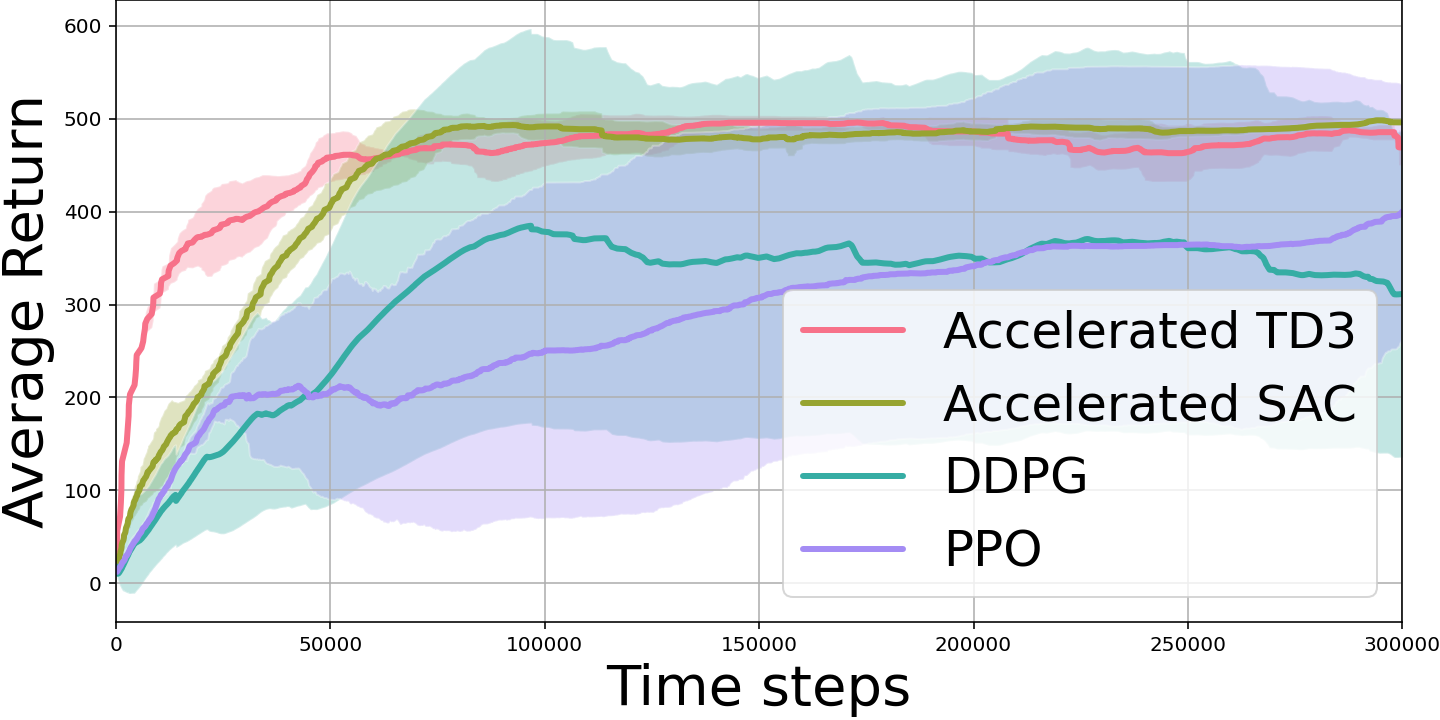 Average Return
600
500
400
300
200
100
0
Accelerated TD3
Accelerated SAC
DDPG
PPO
0 50000 100000 150000 200000 250000 300000
Time steps